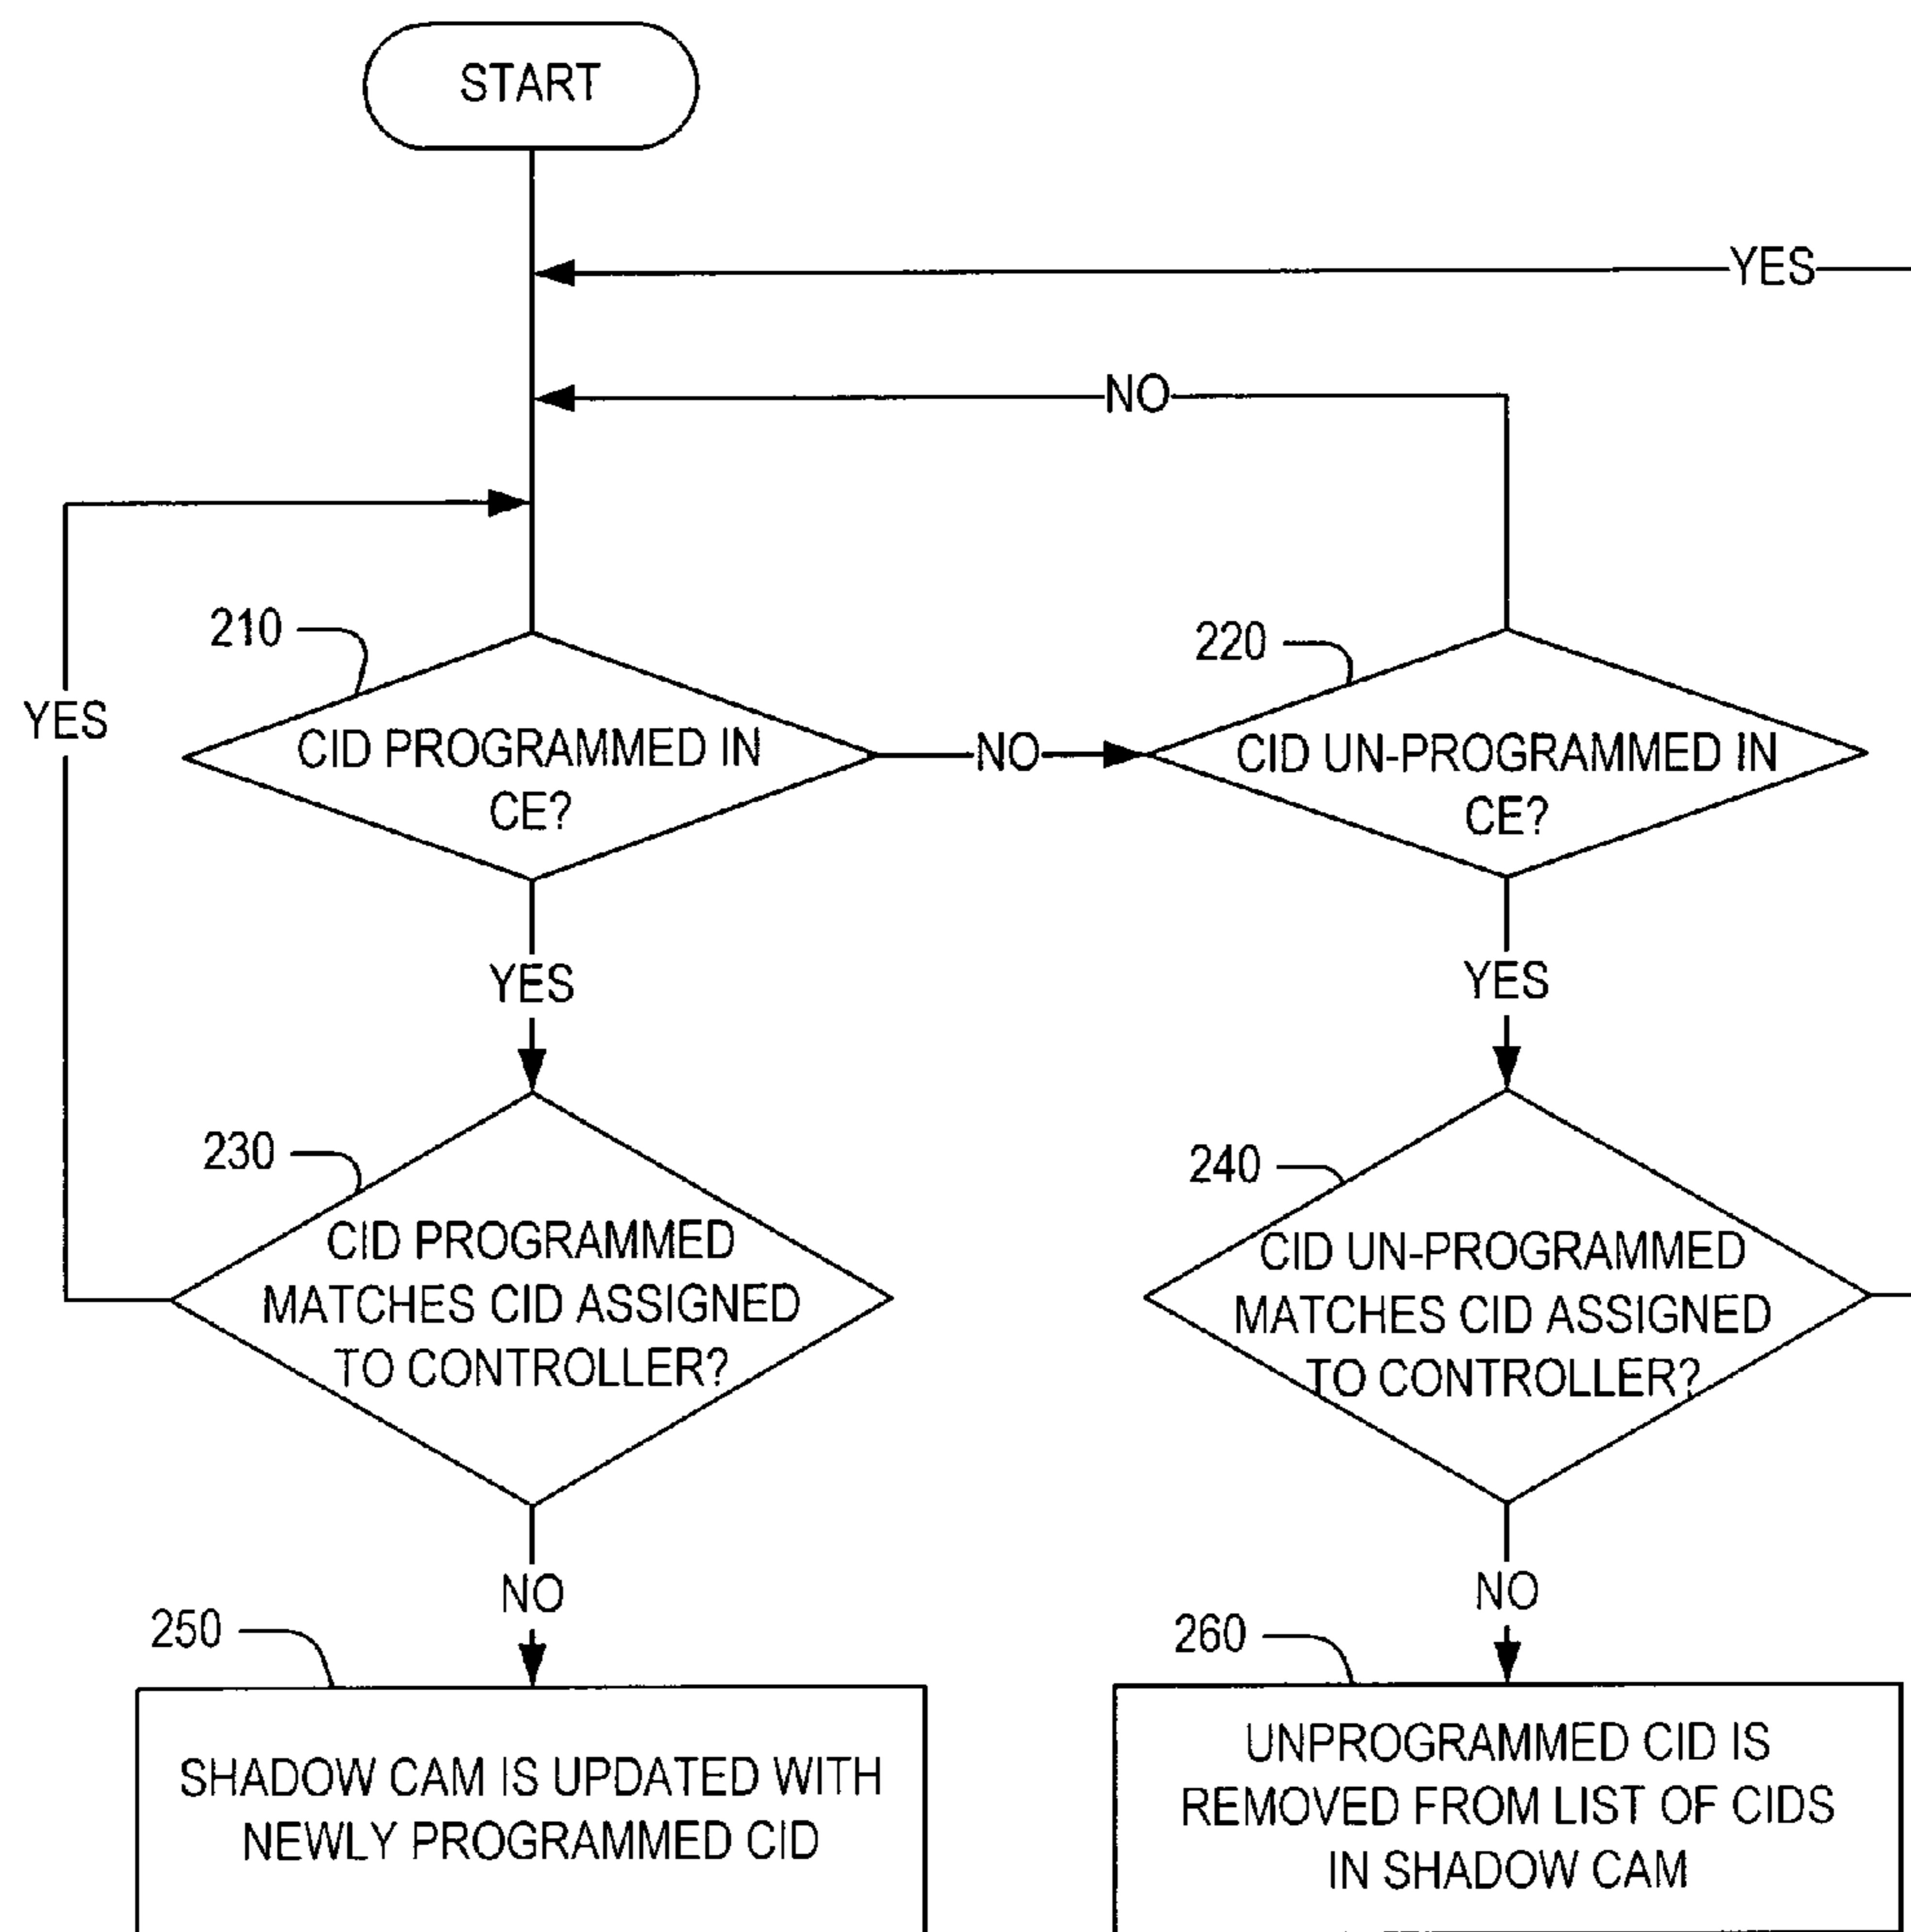 START
YES
NO
YES
210
220
CID PROGRAMMED IN
CE?
NO
CID UN-PROGRAMMED IN
CE?
YES
YES
230
240
CID PROGRAMMED
MATCHES CID ASSIGNED
TO CONTROLLER?
CID UN-PROGRAMMED
MATCHES CID ASSIGNED
TO CONTROLLER?
NO
NO
250
260
SHADOW CAM IS UPDATED WITH
NEWLY PROGRAMMED CID
UNPROGRAMMED CID IS
REMOVED FROM LIST OF CIDS
IN SHADOW CAM